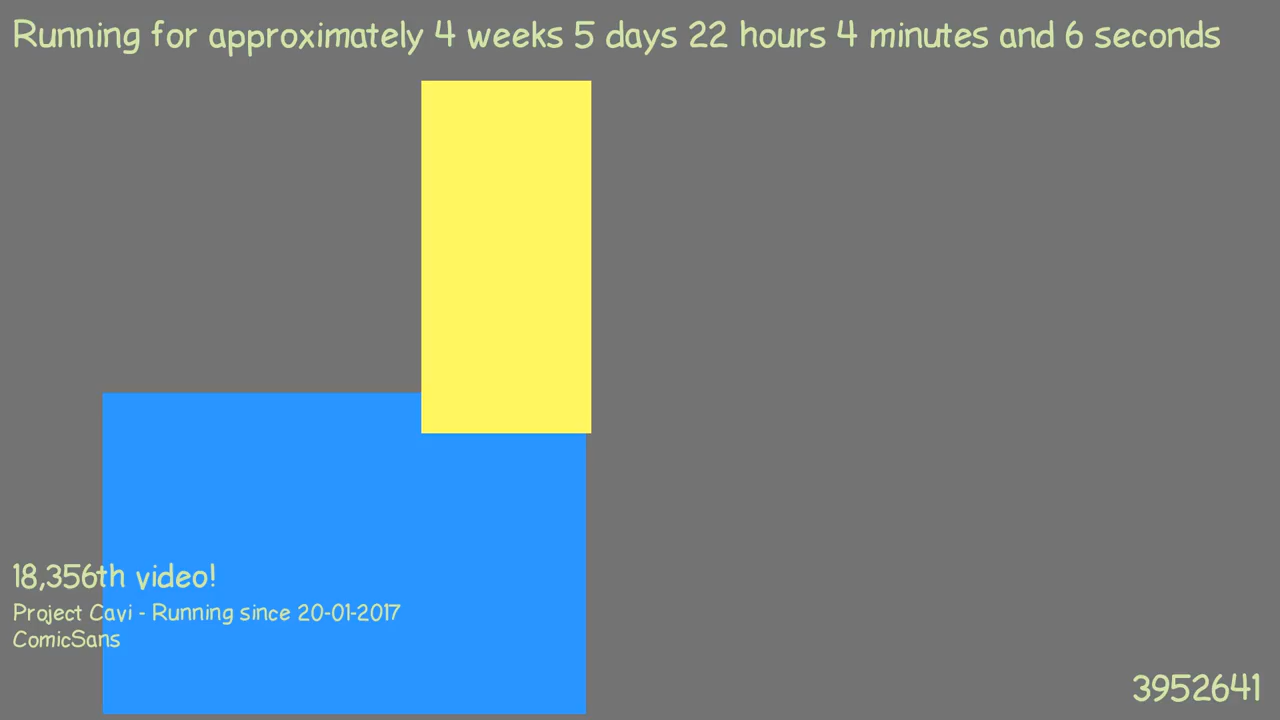 Running for approximately 4 weeks 5 days 22 hours 4 minutes and 6 seconds
18,356th video!
Project Cavi - Running since 20-01-2017
ComicSans
3952641